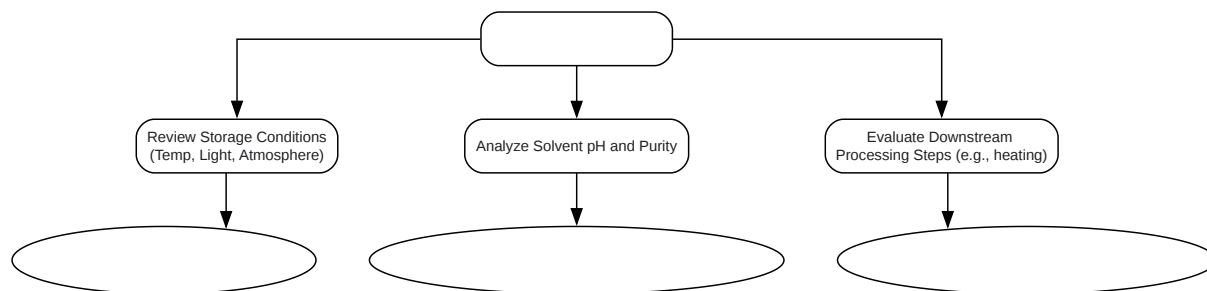 Review Storage Conditions
(Temp, Light, Atmosphere)
Analyze Solvent pH and Purity
Evaluate Downstream
Processing Steps (e.g., heating)